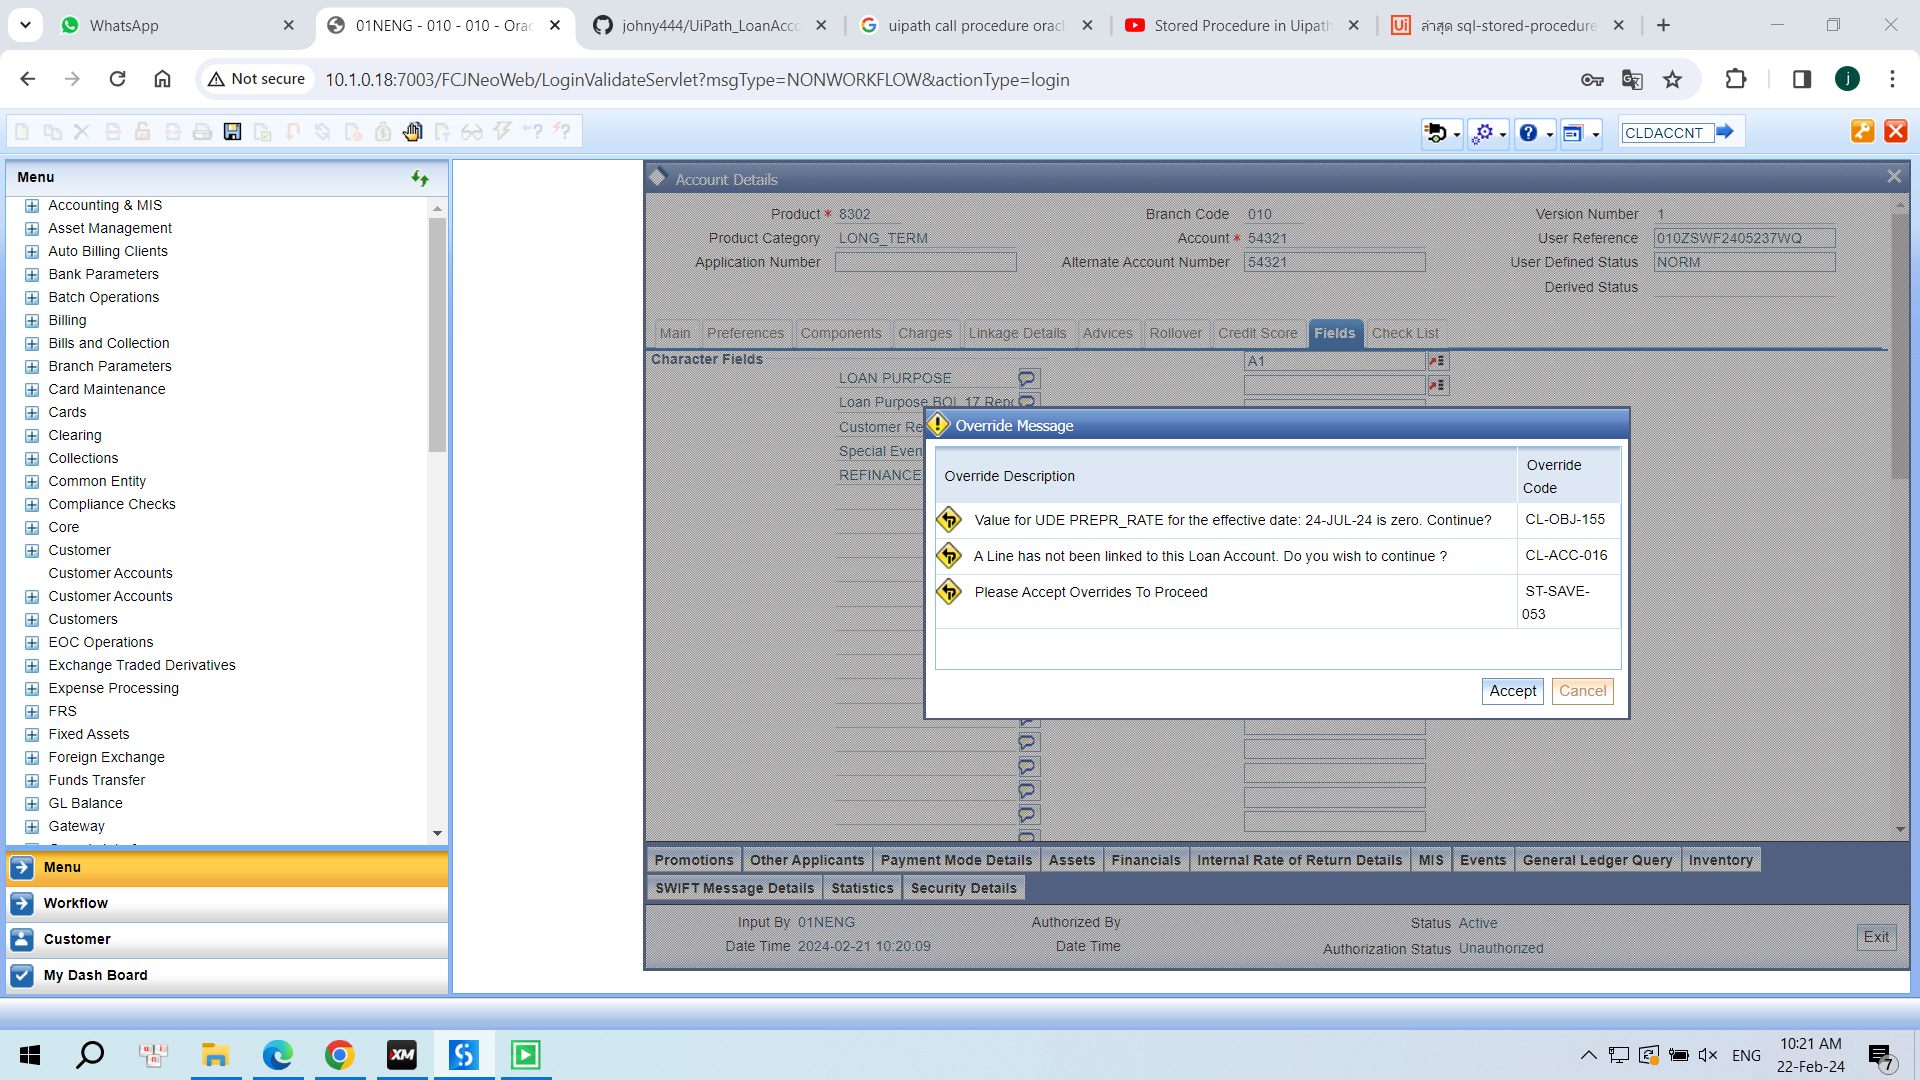 WhatsApp
01NENG - 010 - 010 - Orac
johny444/UiPath_LoanAcco
uipath call procedure oracl
Stored Procedure in Uipath
ล่าสุด sql-stored-procedure
Not secure
10.1.0.18:7003/FCJNeoWeb/LoginValidateServlet?msgType=NONWORKFLOW&actionType=login
j
CLDACCNT
Menu
Accounting & MIS
Asset Management
Auto Billing Clients
Bank Parameters
Batch Operations
Billing
Bills and Collection
Branch Parameters
Card Maintenance
Cards
Clearing
Collections
Common Entity
Compliance Checks
Core
Customer
Customer Accounts
Customer Accounts
Customers
EOC Operations
Exchange Traded Derivatives
Expense Processing
FRS
Fixed Assets
Foreign Exchange
Funds Transfer
GL Balance
Gateway
Menu
Workflow
Customer
My Dash Board
Account Details
Product * 8302
Branch Code 010
Version Number 1
Product Category LONG_TERM
Account * 54321
User Reference 010ZSWF2405237WQ
Application Number
Alternate Account Number 54321
User Defined Status NORM
Derived Status
Main Preferences Components Charges Linkage Details Advices Rollover Credit Score Fields Check List
Character Fields
A1
LOAN PURPOSE
Loan Purpose BOL 17 Repo
Customer Re
Special Even
REFINANCE
Override Message
Override Description
Override
Code
Value for UDE PREPR_RATE for the effective date: 24-JUL-24 is zero. Continue? CL-OBJ-155
A Line has not been linked to this Loan Account. Do you wish to continue ? CL-ACC-016
Please Accept Overrides To Proceed ST-SAVE-
053
Accept Cancel
Promotions Other Applicants Payment Mode Details Assets Financials Internal Rate of Return Details MIS Events General Ledger Query Inventory
SWIFT Message Details Statistics Security Details
Input By 01NENG
Authorized By
Status Active
Date Time 2024-02-21 10:20:09
Date Time
Authorization Status Unauthorized
Exit
XM
ENG
10:21 AM
22-Feb-24
7